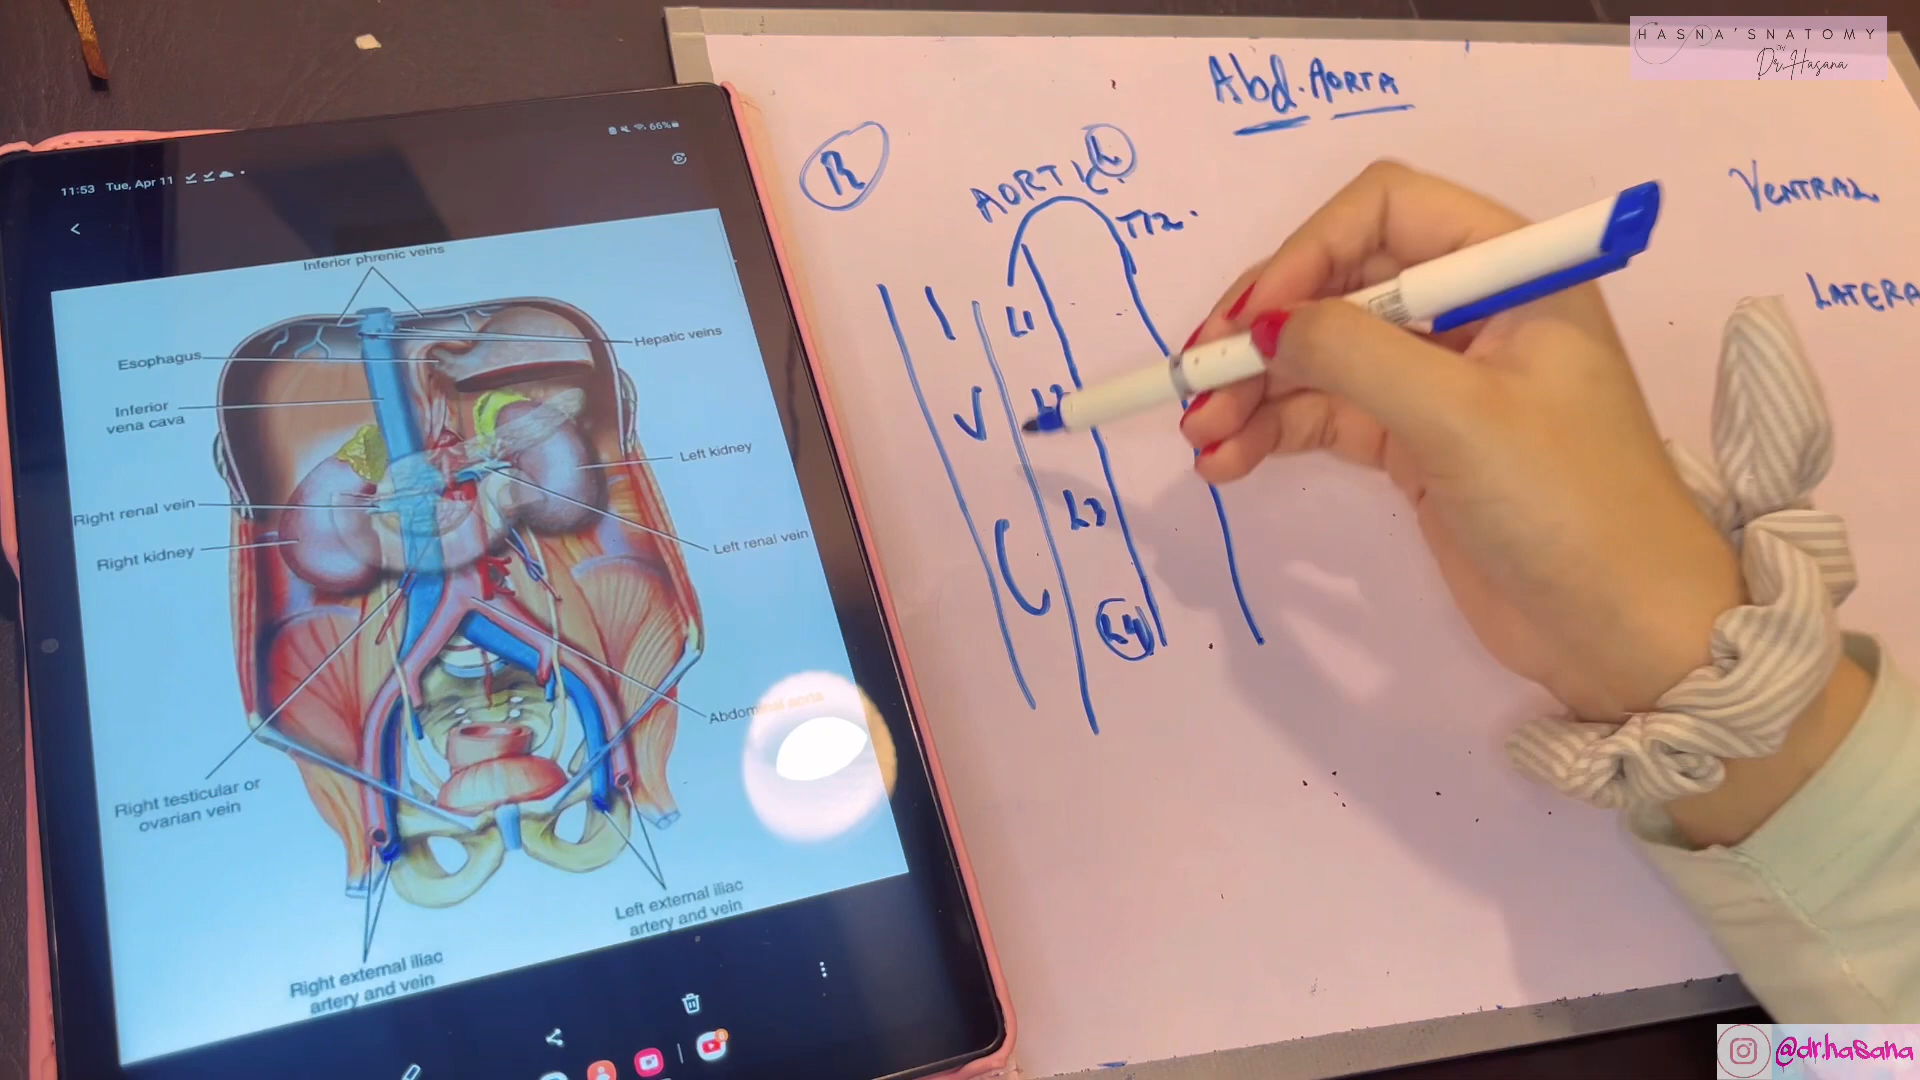 HASNA'SNATOMY
BY
Dr.Hasana
Abd. AORTA
R
AORTIC
T12.
VENTRAL
LATERA
I
V
C
L1
L2
L3
L4
11:53 Tue, Apr 11
66%
Inferior phrenic veins
Hepatic veins
Esophagus
Inferior
vena cava
Left kidney
Right renal vein
Right kidney
Left renal vein
Abdominal aorta
Right testicular or
ovarian vein
Left external iliac
artery and vein
Right external iliac
artery and vein
@dr.hasana